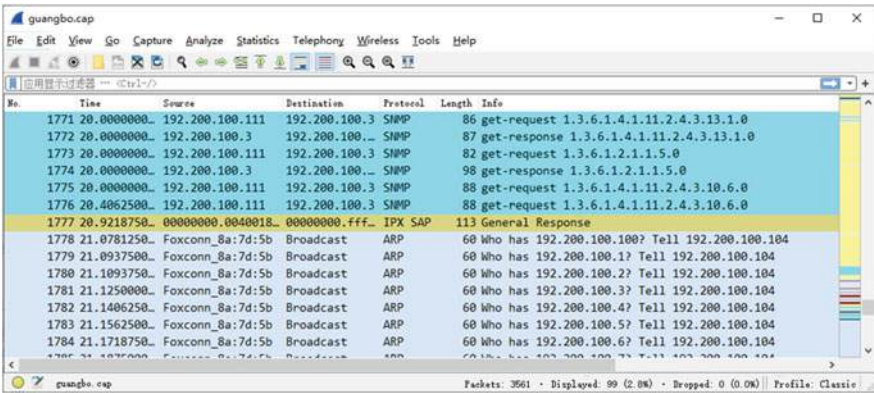 guangbo.cap
File Edit View Go Capture Analyze Statistics Telephony Wireless Tools Help
应用显示过滤器 … <Ctrl-/>
No. Time Source Destination Protocol Length Info
1771 20.0000000… 192.200.100.111 192.200.100.3 SNMP 86 get-request 1.3.6.1.4.1.11.2.4.3.13.1.0
1772 20.0000000… 192.200.100.3 192.200.100.… SNMP 87 get-response 1.3.6.1.4.1.11.2.4.3.13.1.0
1773 20.0000000… 192.200.100.111 192.200.100.3 SNMP 82 get-request 1.3.6.1.2.1.1.5.0
1774 20.0000000… 192.200.100.3 192.200.100.… SNMP 98 get-response 1.3.6.1.2.1.1.5.0
1775 20.0000000… 192.200.100.111 192.200.100.3 SNMP 88 get-request 1.3.6.1.4.1.11.2.4.3.10.6.0
1776 20.4062500… 192.200.100.111 192.200.100.3 SNMP 88 get-request 1.3.6.1.4.1.11.2.4.3.10.6.0
1777 20.9218750… 00000000.0040018… 00000000.fff… IPX SAP 113 General Response
1778 21.0781250… Foxconn_8a:7d:5b Broadcast ARP 60 Who has 192.200.100.100? Tell 192.200.100.104
1779 21.0937500… Foxconn_8a:7d:5b Broadcast ARP 60 Who has 192.200.100.1? Tell 192.200.100.104
1780 21.1093750… Foxconn_8a:7d:5b Broadcast ARP 60 Who has 192.200.100.2? Tell 192.200.100.104
1781 21.1250000… Foxconn_8a:7d:5b Broadcast ARP 60 Who has 192.200.100.3? Tell 192.200.100.104
1782 21.1406250… Foxconn_8a:7d:5b Broadcast ARP 60 Who has 192.200.100.4? Tell 192.200.100.104
1783 21.1562500… Foxconn_8a:7d:5b Broadcast ARP 60 Who has 192.200.100.5? Tell 192.200.100.104
1784 21.1718750… Foxconn_8a:7d:5b Broadcast ARP 60 Who has 192.200.100.6? Tell 192.200.100.104
guangbo.cap Packets: 3561 · Displayed: 99 (2.8%) · Dropped: 0 (0.0%) Profile: Classic